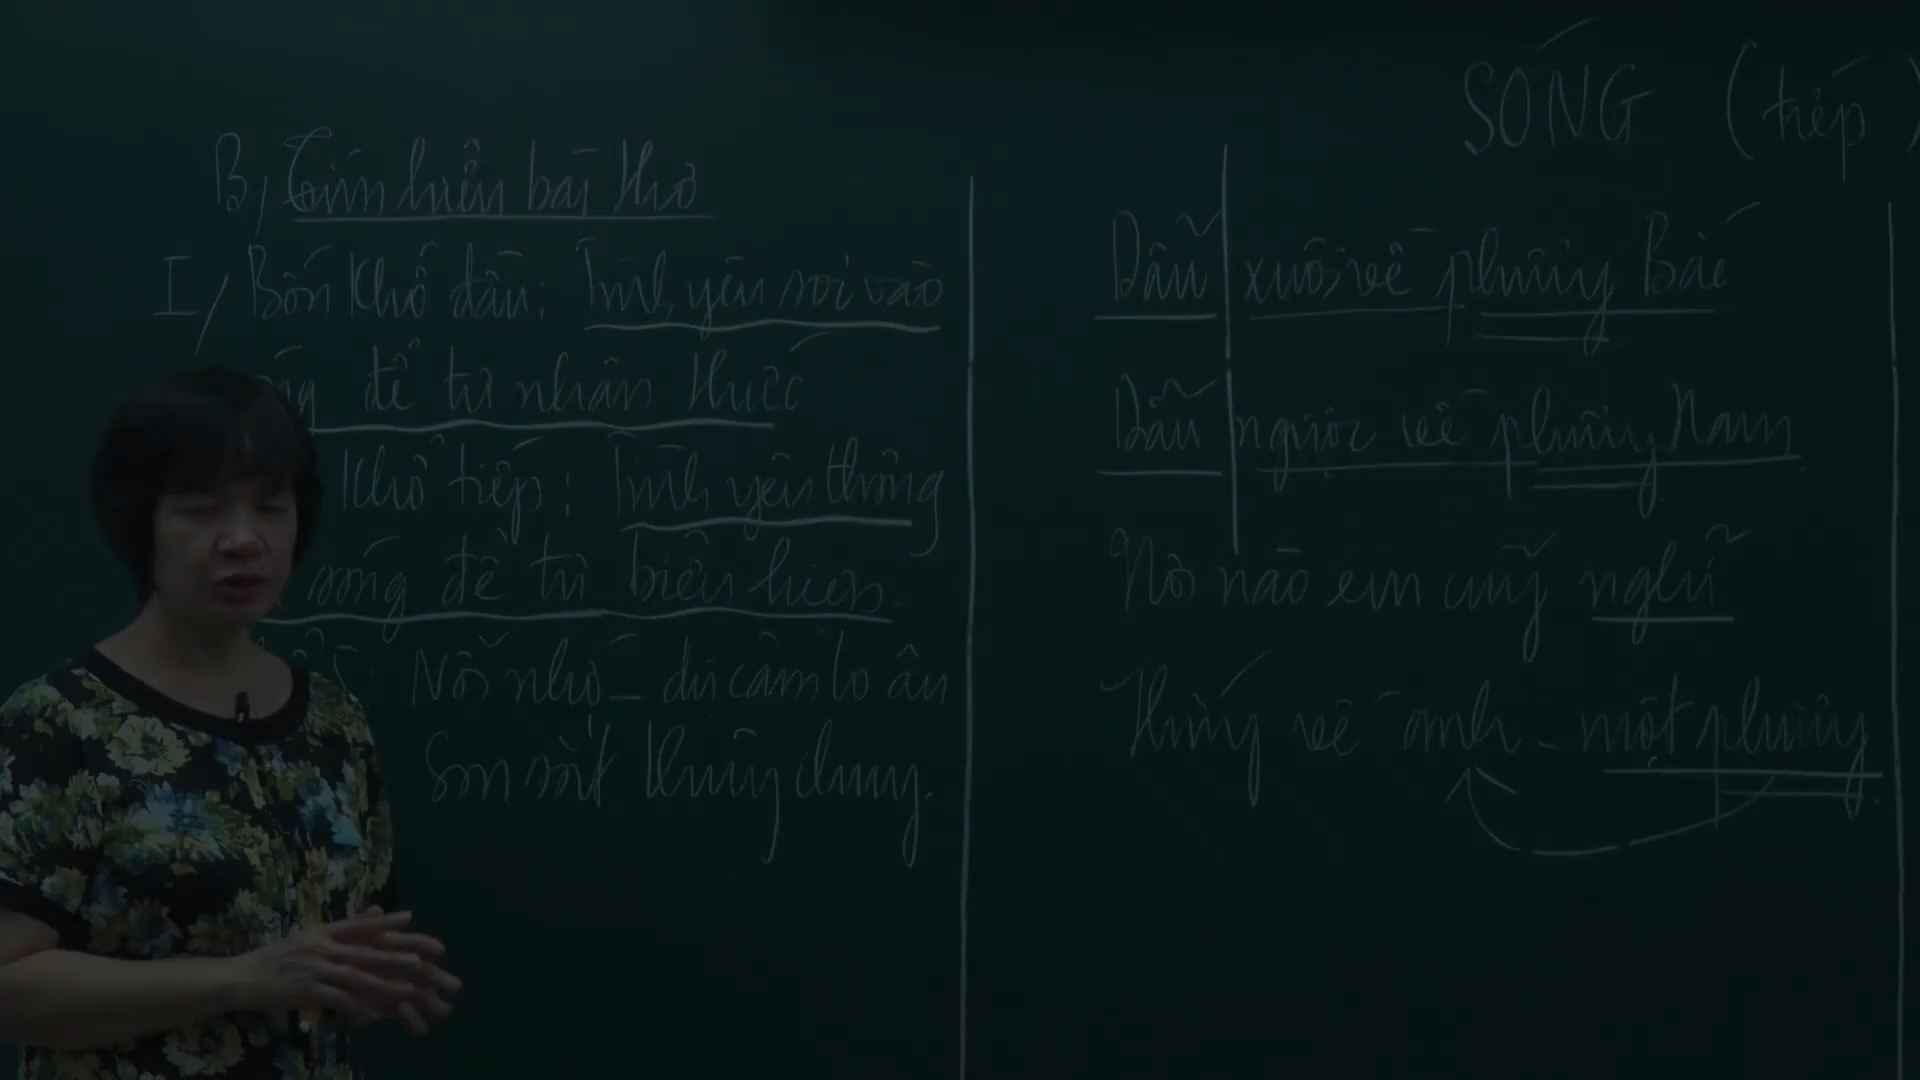 SÓNG (tiếp)
B, Tìm hiểu bài thơ
I, Bốn khổ đầu: Tình yêu soi vào
để tự nhận thức
Khổ tiếp: Tình yêu thông
sóng để tự biểu hiện.
Nỗi nhớ - dự cảm lo âu
Son sắt thủy chung.
Dẫu xuôi về phương Bắc
Dẫu ngược về phương Nam
Nơi nào em cũng nghĩ
Hướng về anh - một phương